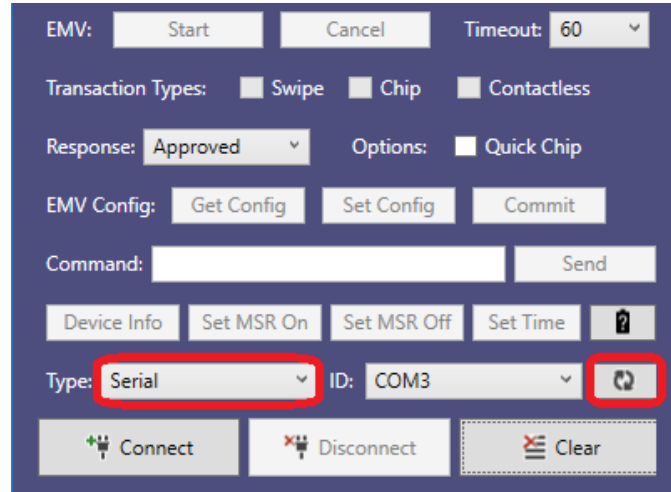 EMV: Start Cancel Timeout: 60
Transaction Types: Swipe Chip Contactless
Response: Approved Options: Quick Chip
EMV Config: Get Config Set Config Commit
Command: Send
Device Info Set MSR On Set MSR Off Set Time ?
Type: Serial ID: COM3
Connect Disconnect Clear